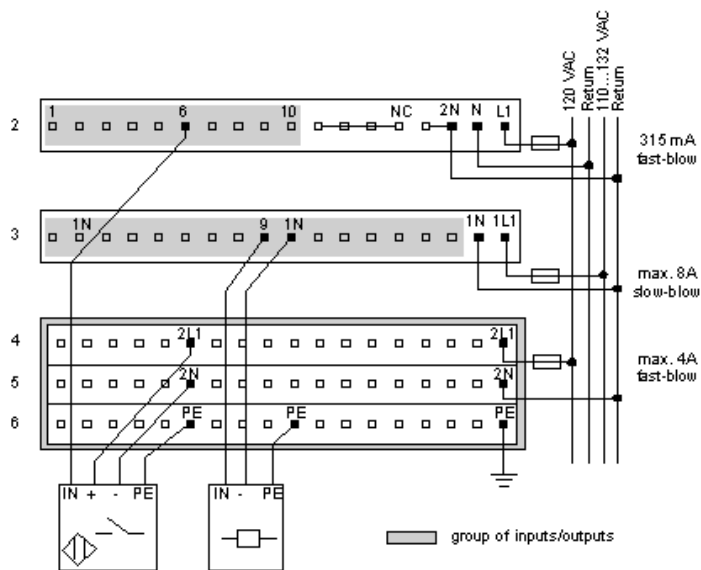 120 VAC
Return
110...132 VAC
Return
2
1 6 10 NC 2N N L1
315 mA
fast-blow
3
1N 9 1N 1N 1L1
max. 8A
slow-blow
4
2L1 2L1
max. 4A
fast-blow
5
2N 2N
6
PE PE PE
IN + - PE
IN - PE
group of inputs/outputs